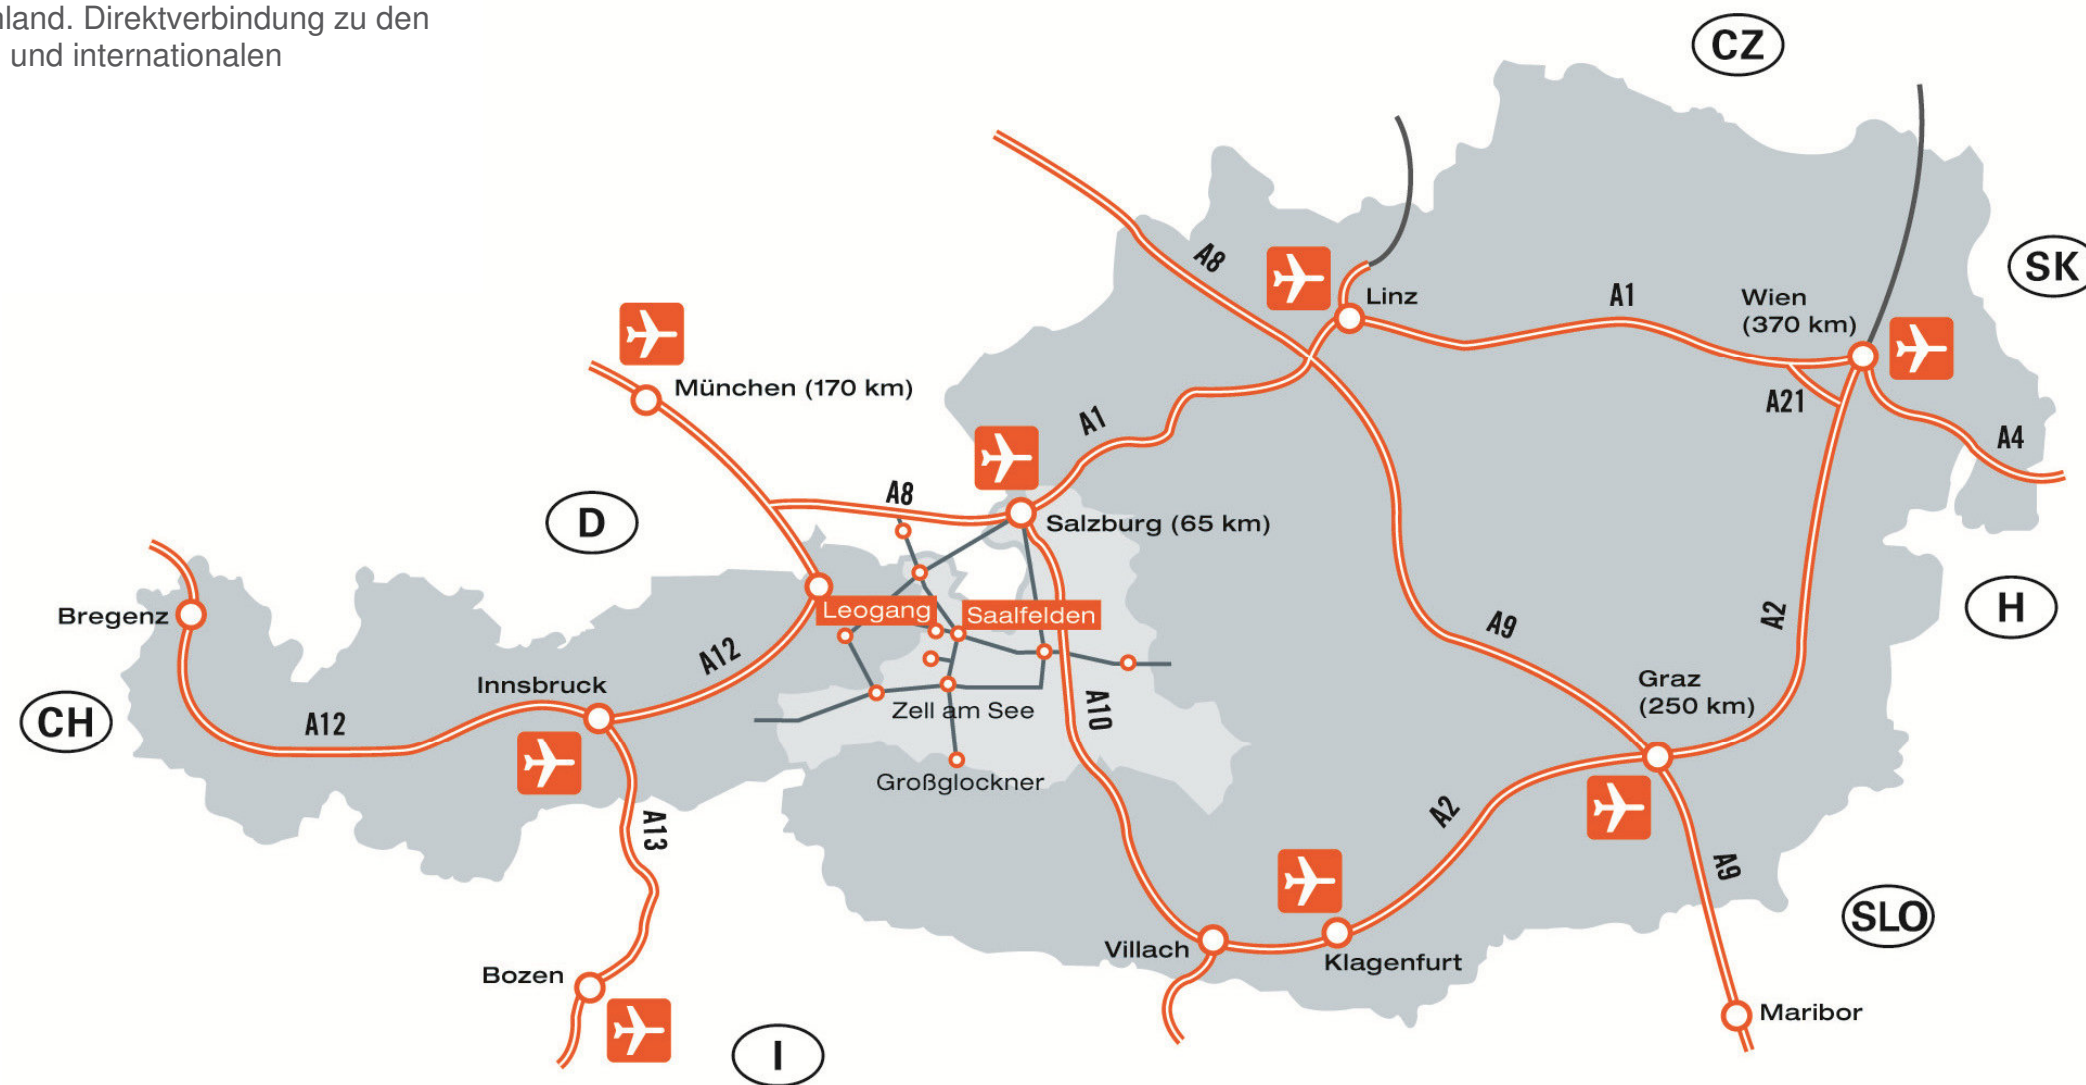 nland. Direktverbindung zu den
und internationalen
CZ
SK
A8
Linz
A1
Wien
(370 km)
München (170 km)
A21
A1
A4
A8
D
Salzburg (65 km)
H
Bregenz
Leogang
Saalfelden
A2
A9
A12
Innsbruck
Graz
(250 km)
CH
A12
Zell am See
A10
Großglockner
A13
A2
A9
SLO
Villach
Klagenfurt
Bozen
Maribor
I